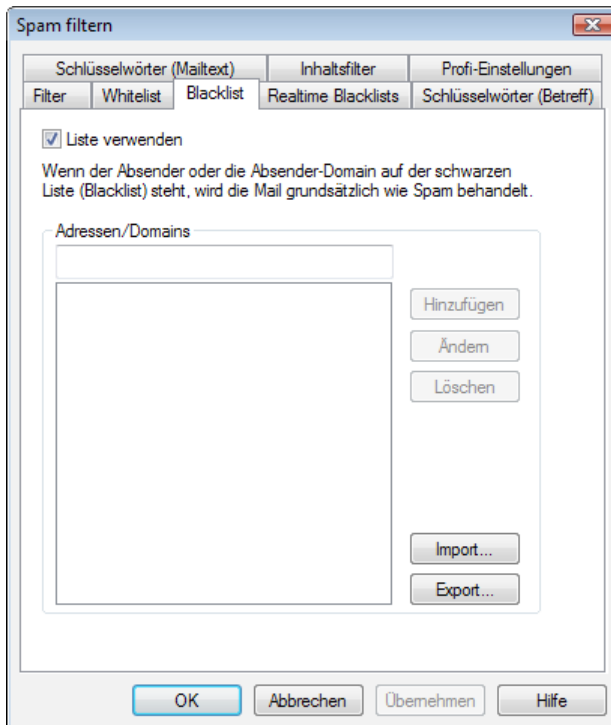 Spam filtern
Schlüsselwörter (Mailtext) Inhaltsfilter Profi-Einstellungen
Filter Whitelist Blacklist Realtime Blacklists Schlüsselwörter (Betreff)
Liste verwenden
Wenn der Absender oder die Absender-Domain auf der schwarzen
Liste (Blacklist) steht, wird die Mail grundsätzlich wie Spam behandelt.
Adressen/Domains
Hinzufügen
Ändern
Löschen
Import...
Export...
OK Abbrechen Übernehmen Hilfe